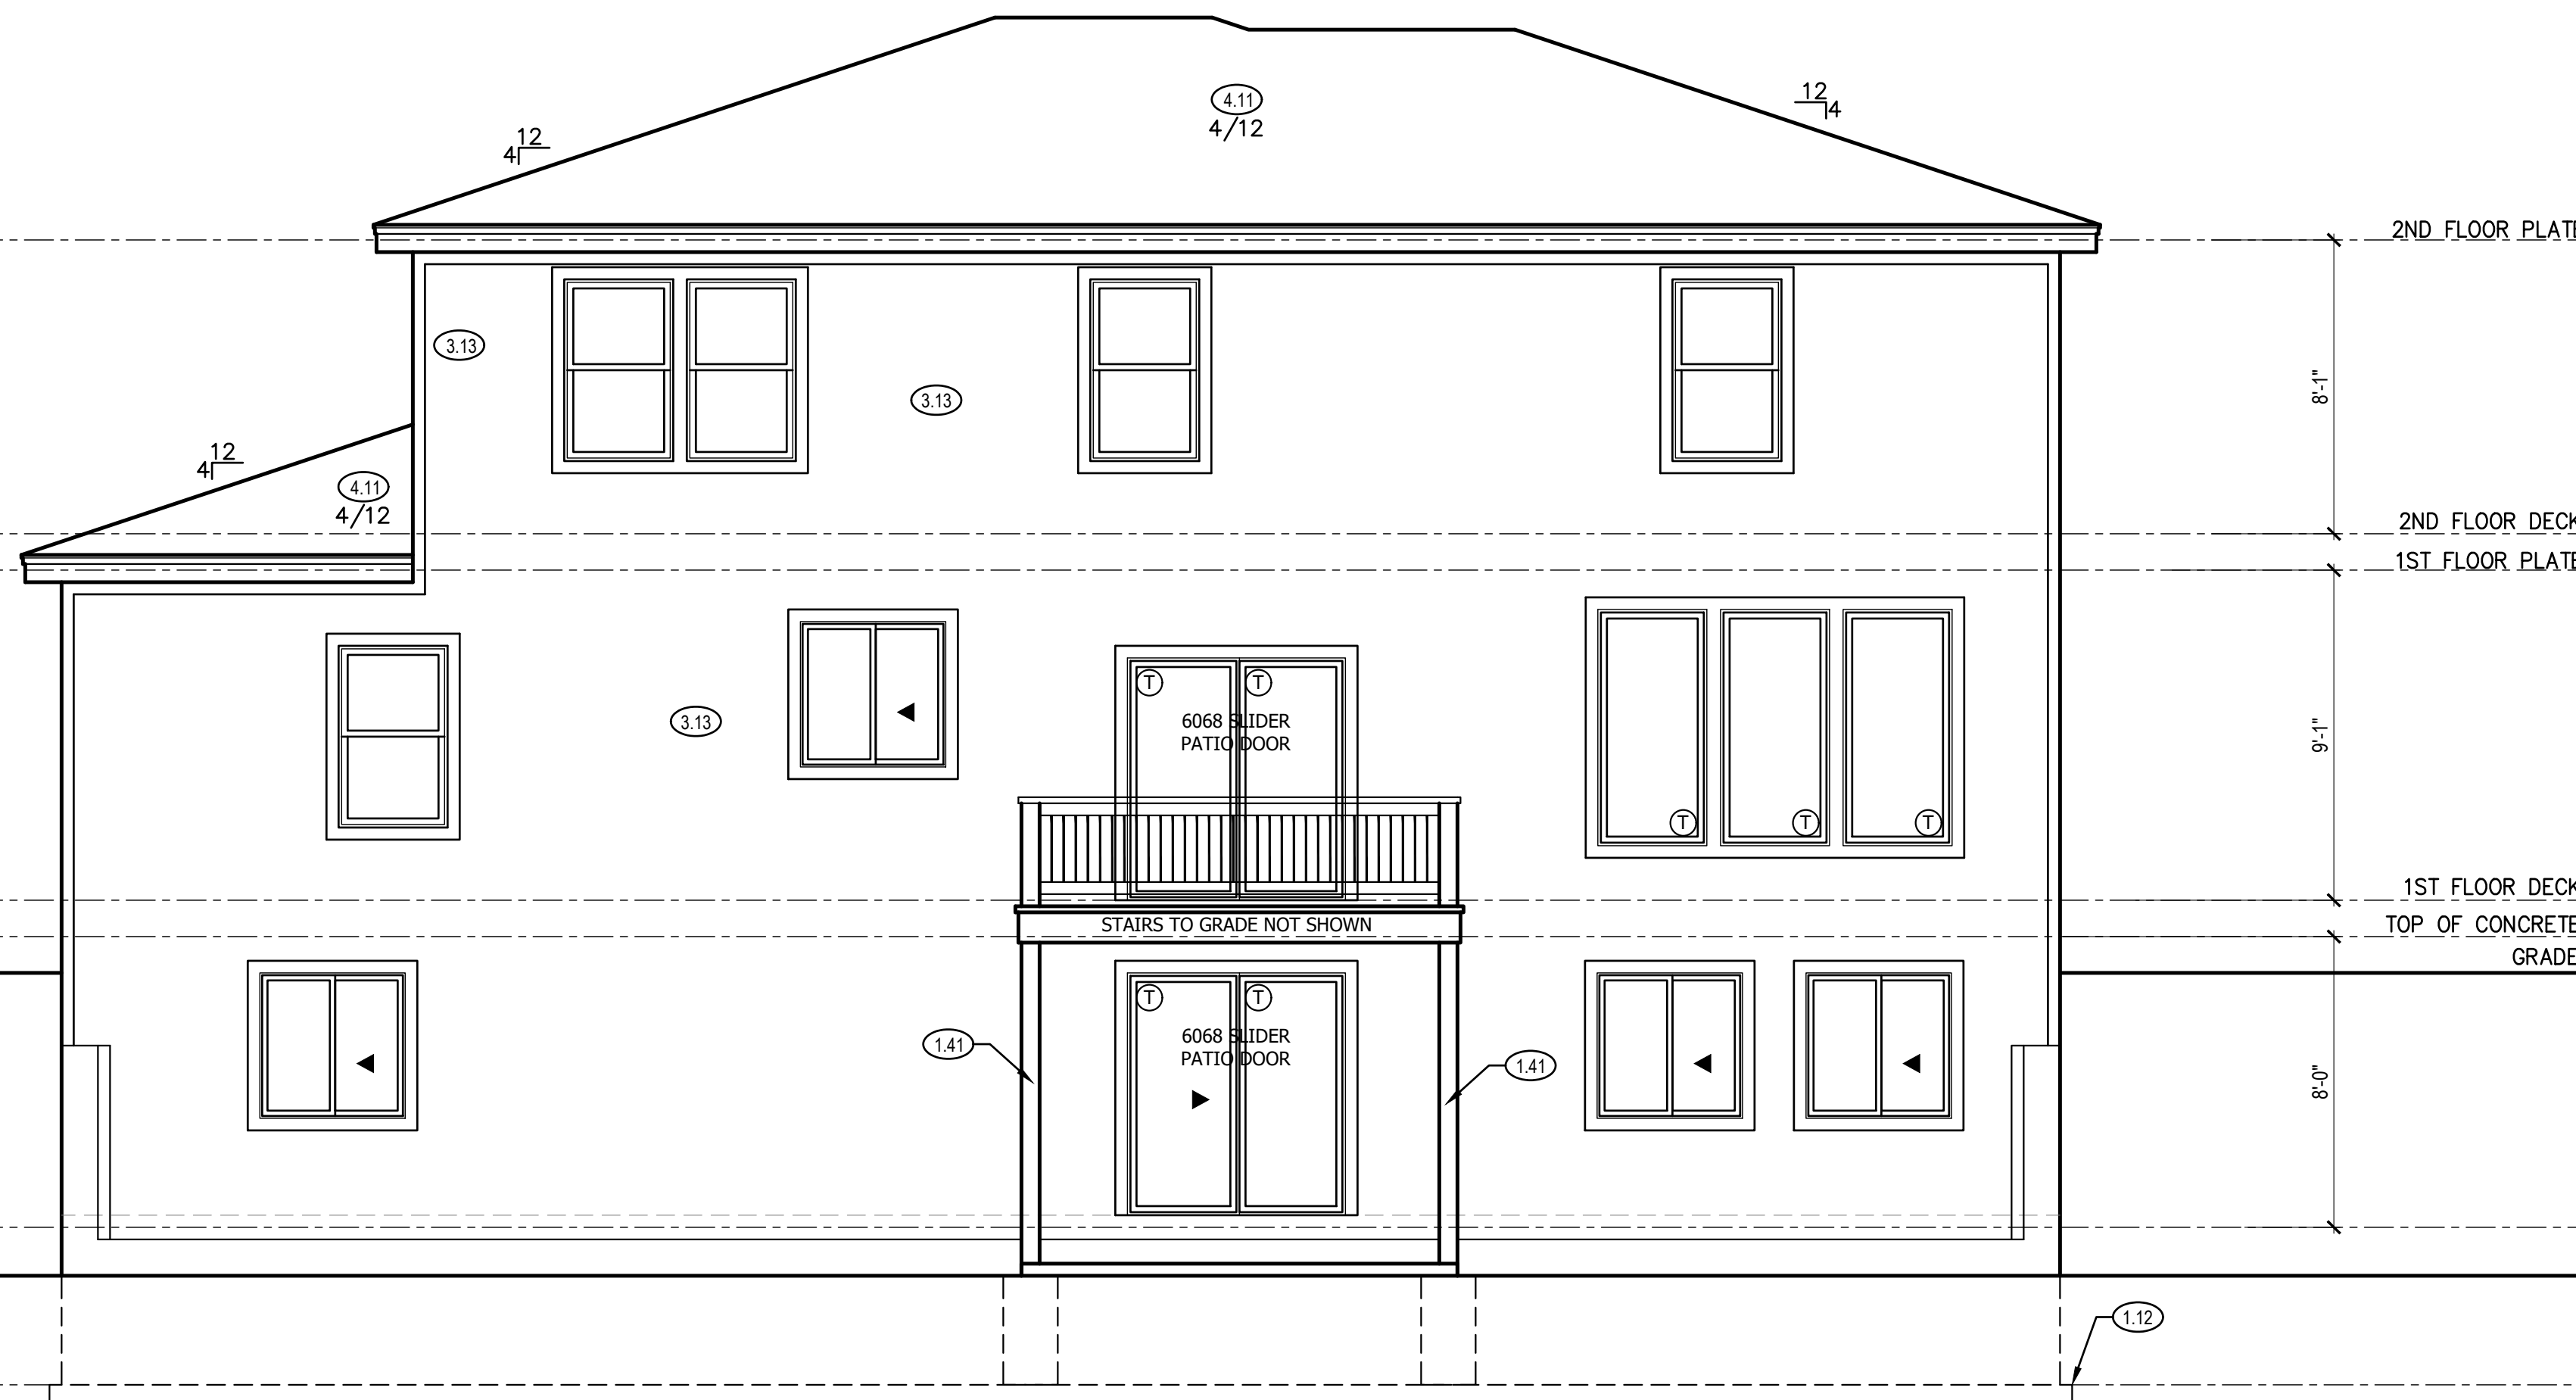 4.11
4/12
12
4
12
4
2ND FLOOR PLATE
3.13
3.13
8'-1"
12
4
4.11
4/12
2ND FLOOR DECK
1ST FLOOR PLATE
T
T
3.13
6068 SLIDER
PATIO DOOR
9'-1"
T
T
T
1ST FLOOR DECK
STAIRS TO GRADE NOT SHOWN
TOP OF CONCRETE
GRADE
T
T
1.41
6068 SLIDER
PATIO DOOR
1.41
8'-0"
1.12